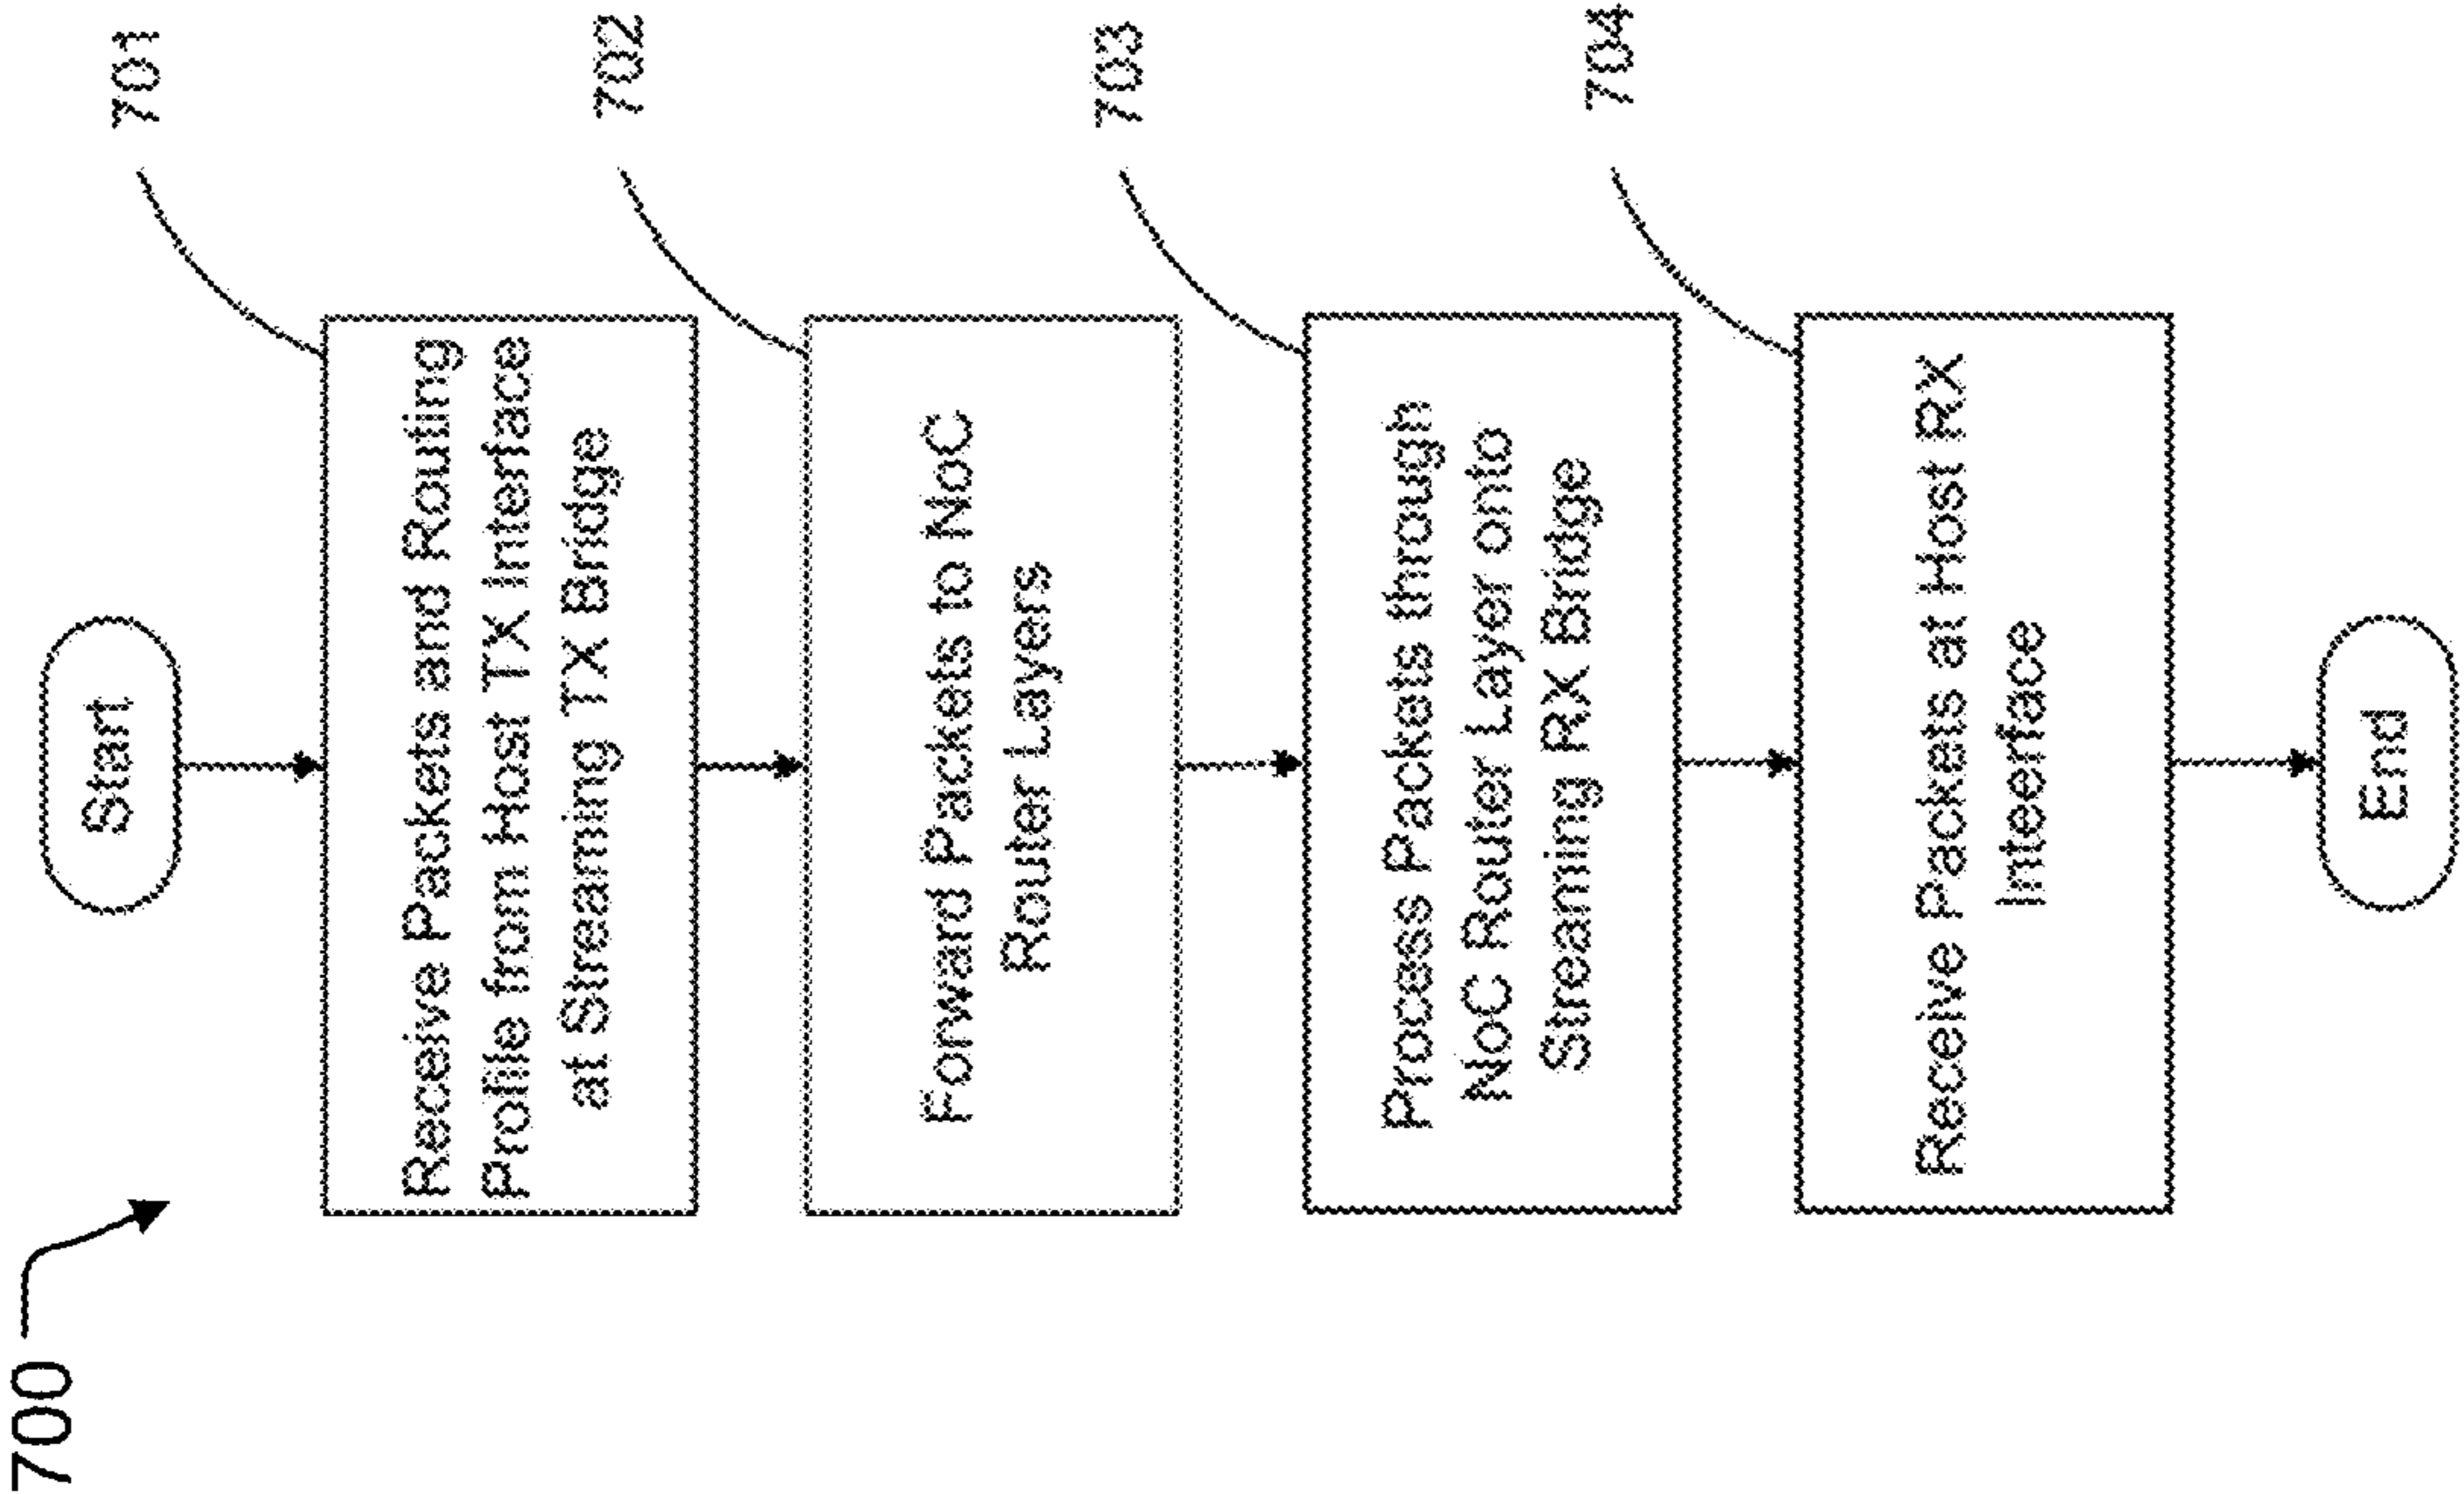 700
Start
701
Receive Packets and Routing
Profile from Host TX Interface
at Streaming TX Bridge
702
Forward Packets to NoC
Router Layers
703
Process Packets through
NoC Router Layer onto
Streaming RX Bridge
704
Receive Packets at Host RX
Interface
End